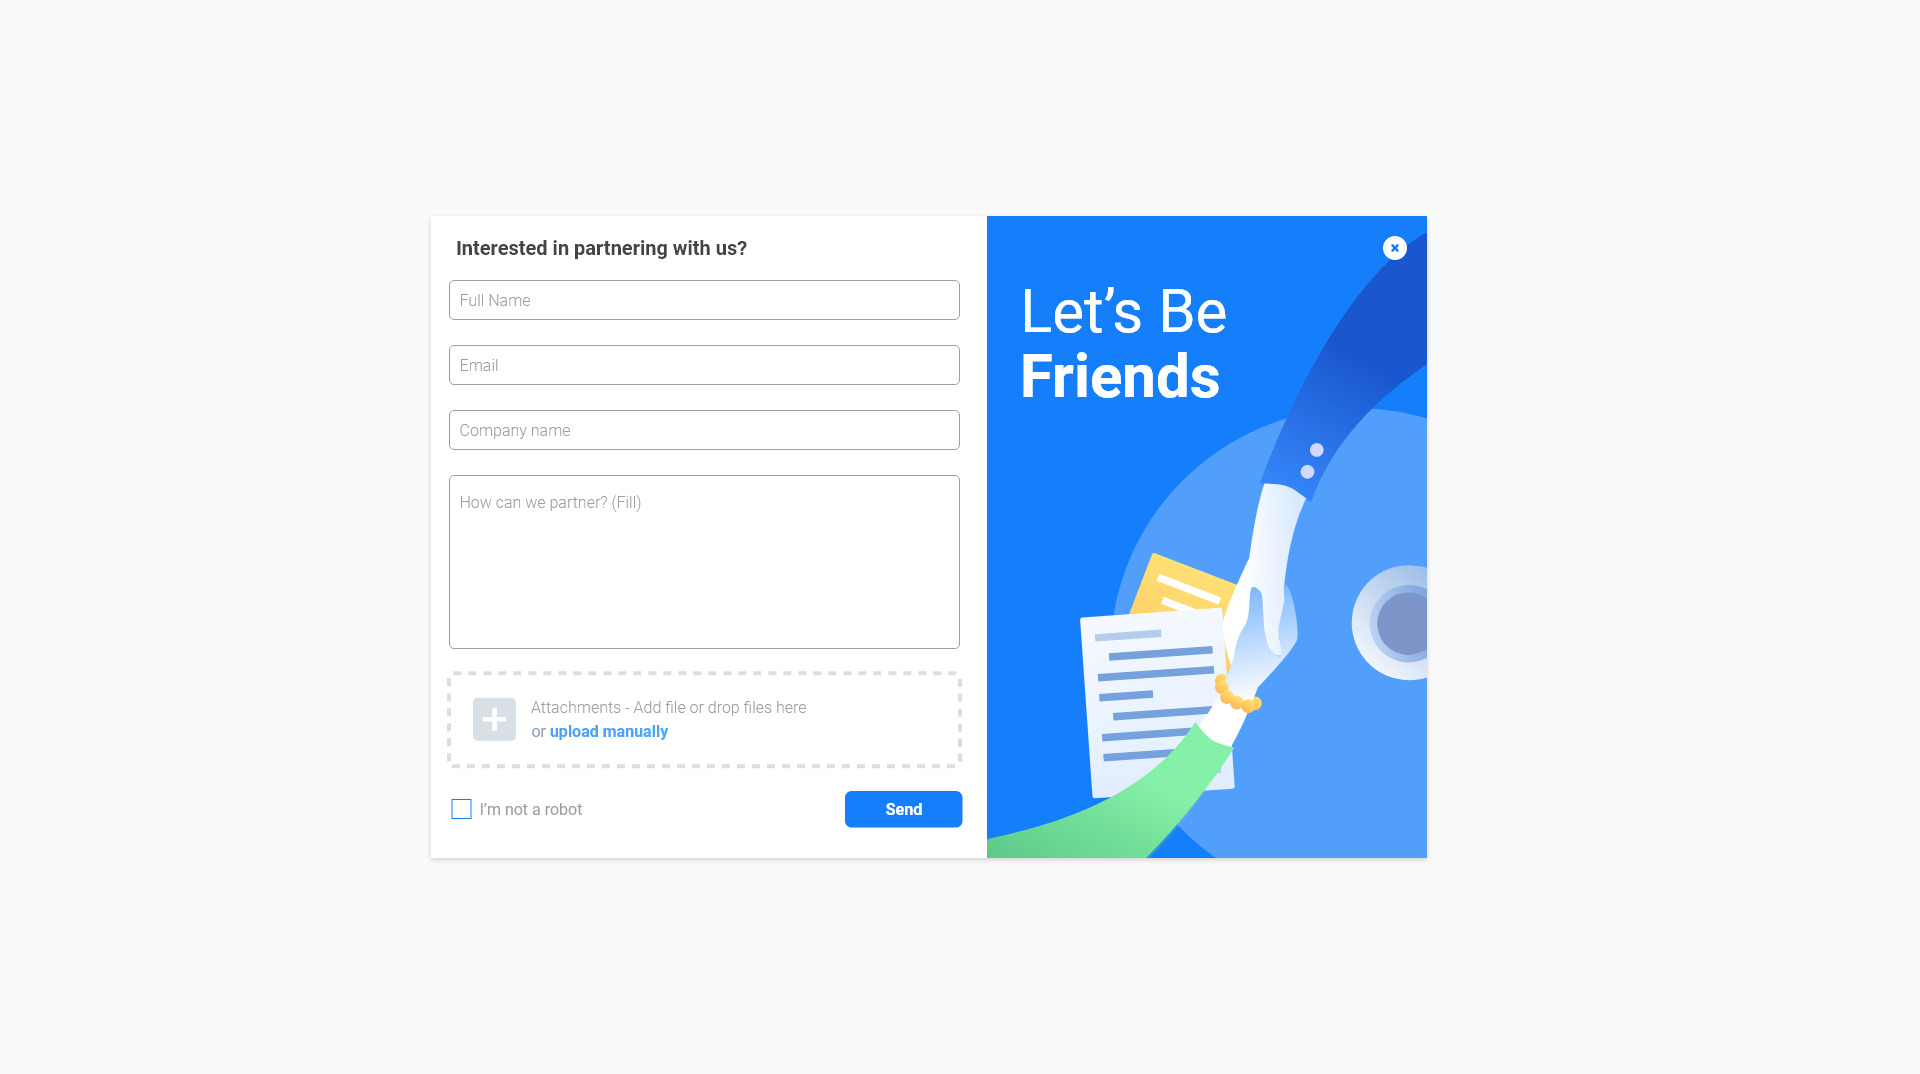 Interested in partnering with us?
Full Name
Email
Company name
How can we partner? (Fill)
Attachments - Add file or drop files here
or upload manually
I’m not a robot
Send
Let’s Be
Friends